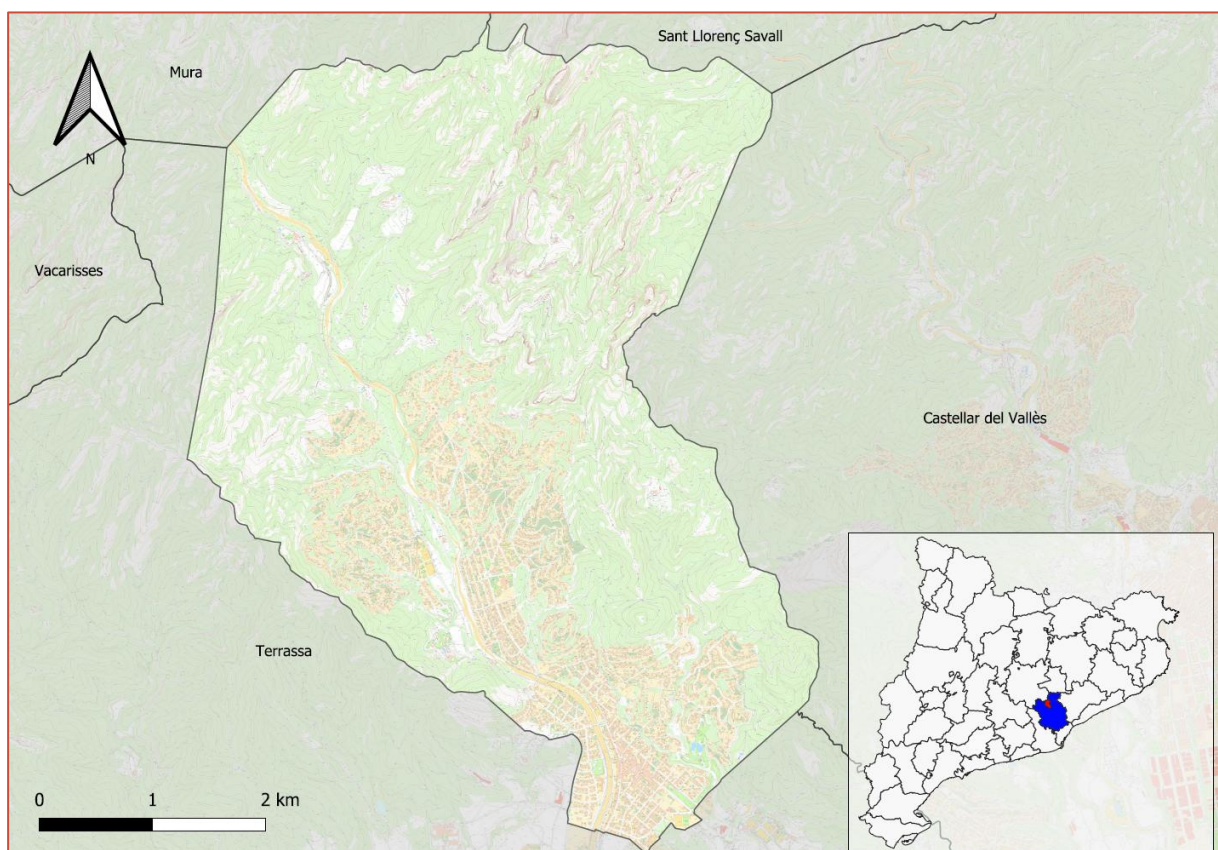 Sant Llorenç Savall
Mura
N
Vacarisses
Castellar del Vallès
Terrassa
0 1 2 km